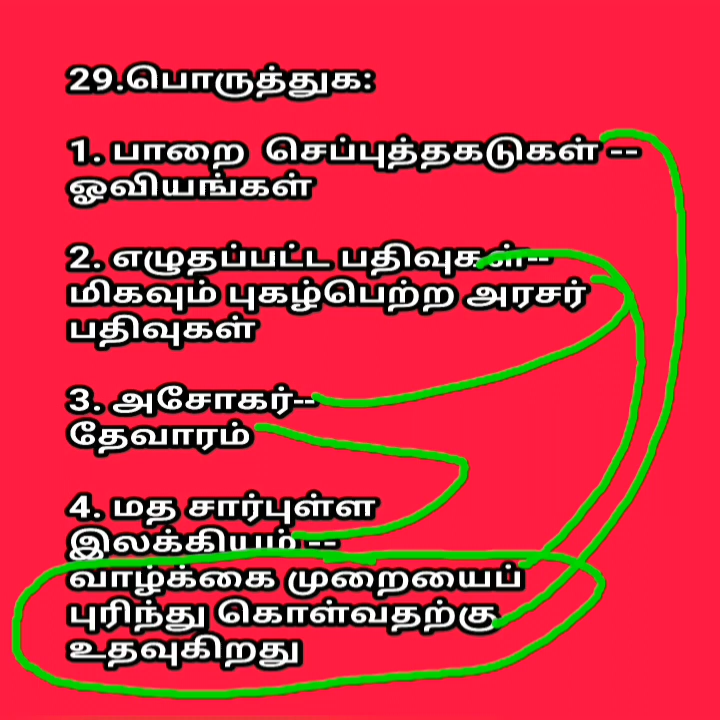 29.பொருத்துக:
1. பாறை செப்புத்தகடுகள் --
ஓவியங்கள்
2. எழுதப்பட்ட பதிவுகள்--
மிகவும் புகழ்பெற்ற அரசர்
பதிவுகள்
3. அசோகர்--
தேவாரம்
4. மத சார்புள்ள
இலக்கியம் --
வாழ்க்கை முறையைப்
புரிந்து கொள்வதற்கு
உதவுகிறது